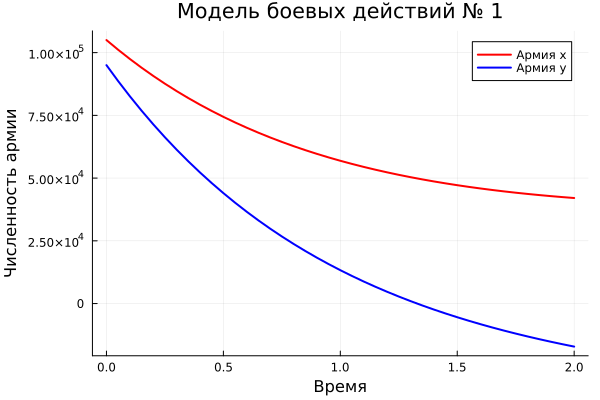 Модель боевых действий № 1
Армия x
Армия y
Численность армии
1.00×10⁵
7.50×10⁴
5.00×10⁴
2.50×10⁴
0
0.0 0.5 1.0 1.5 2.0
Время